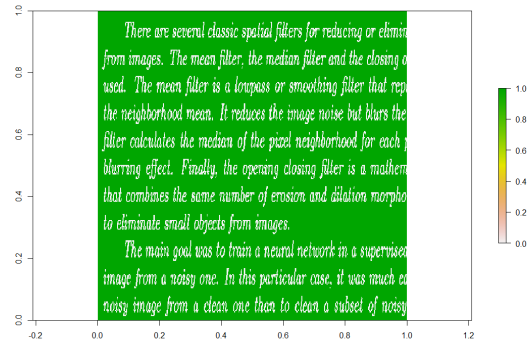 There are several classic spatial filters for reducing or elimin
from images. The mean filter, the median filter and the closing o
used. The mean filter is a lowpass or smoothing filter that repl
the neighborhood mean. It reduces the image noise but blurs the
filter calculates the median of the pixel neighborhood for each p
blurring effect. Finally, the opening closing filter is a mathem
that combines the same number of erosion and dilation morpho
to eliminate small objects from images.
The main goal was to train a neural network in a supervised
image from a noisy one. In this particular case, it was much ea
noisy image from a clean one than to clean a subset of noisy
1.0
0.8
0.6
0.4
0.2
0.0
-0.2 0.0 0.2 0.4 0.6 0.8 1.0 1.2
1.0
0.8
0.6
0.4
0.2
0.0